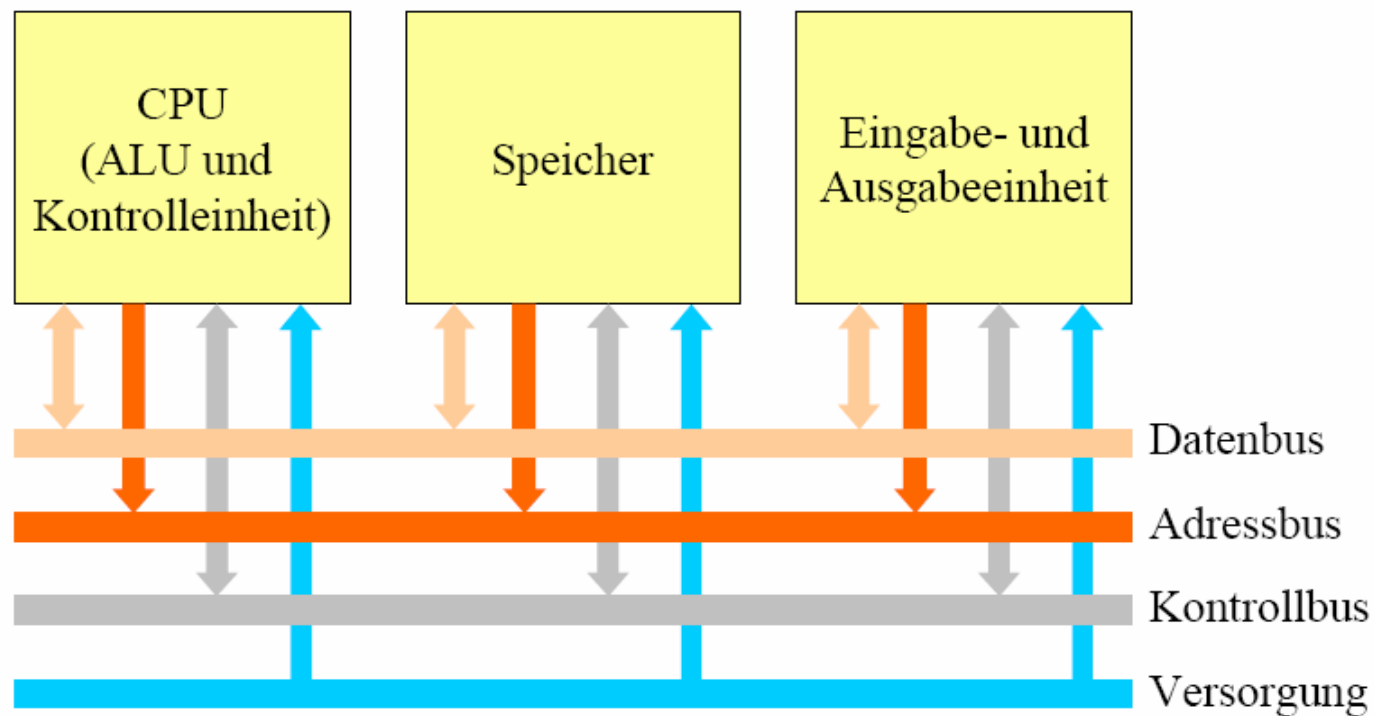 CPU
(ALU und
Kontrolleinheit)
Speicher
Eingabe- und
Ausgabeeinheit
Datenbus
Adressbus
Kontrollbus
Versorgung